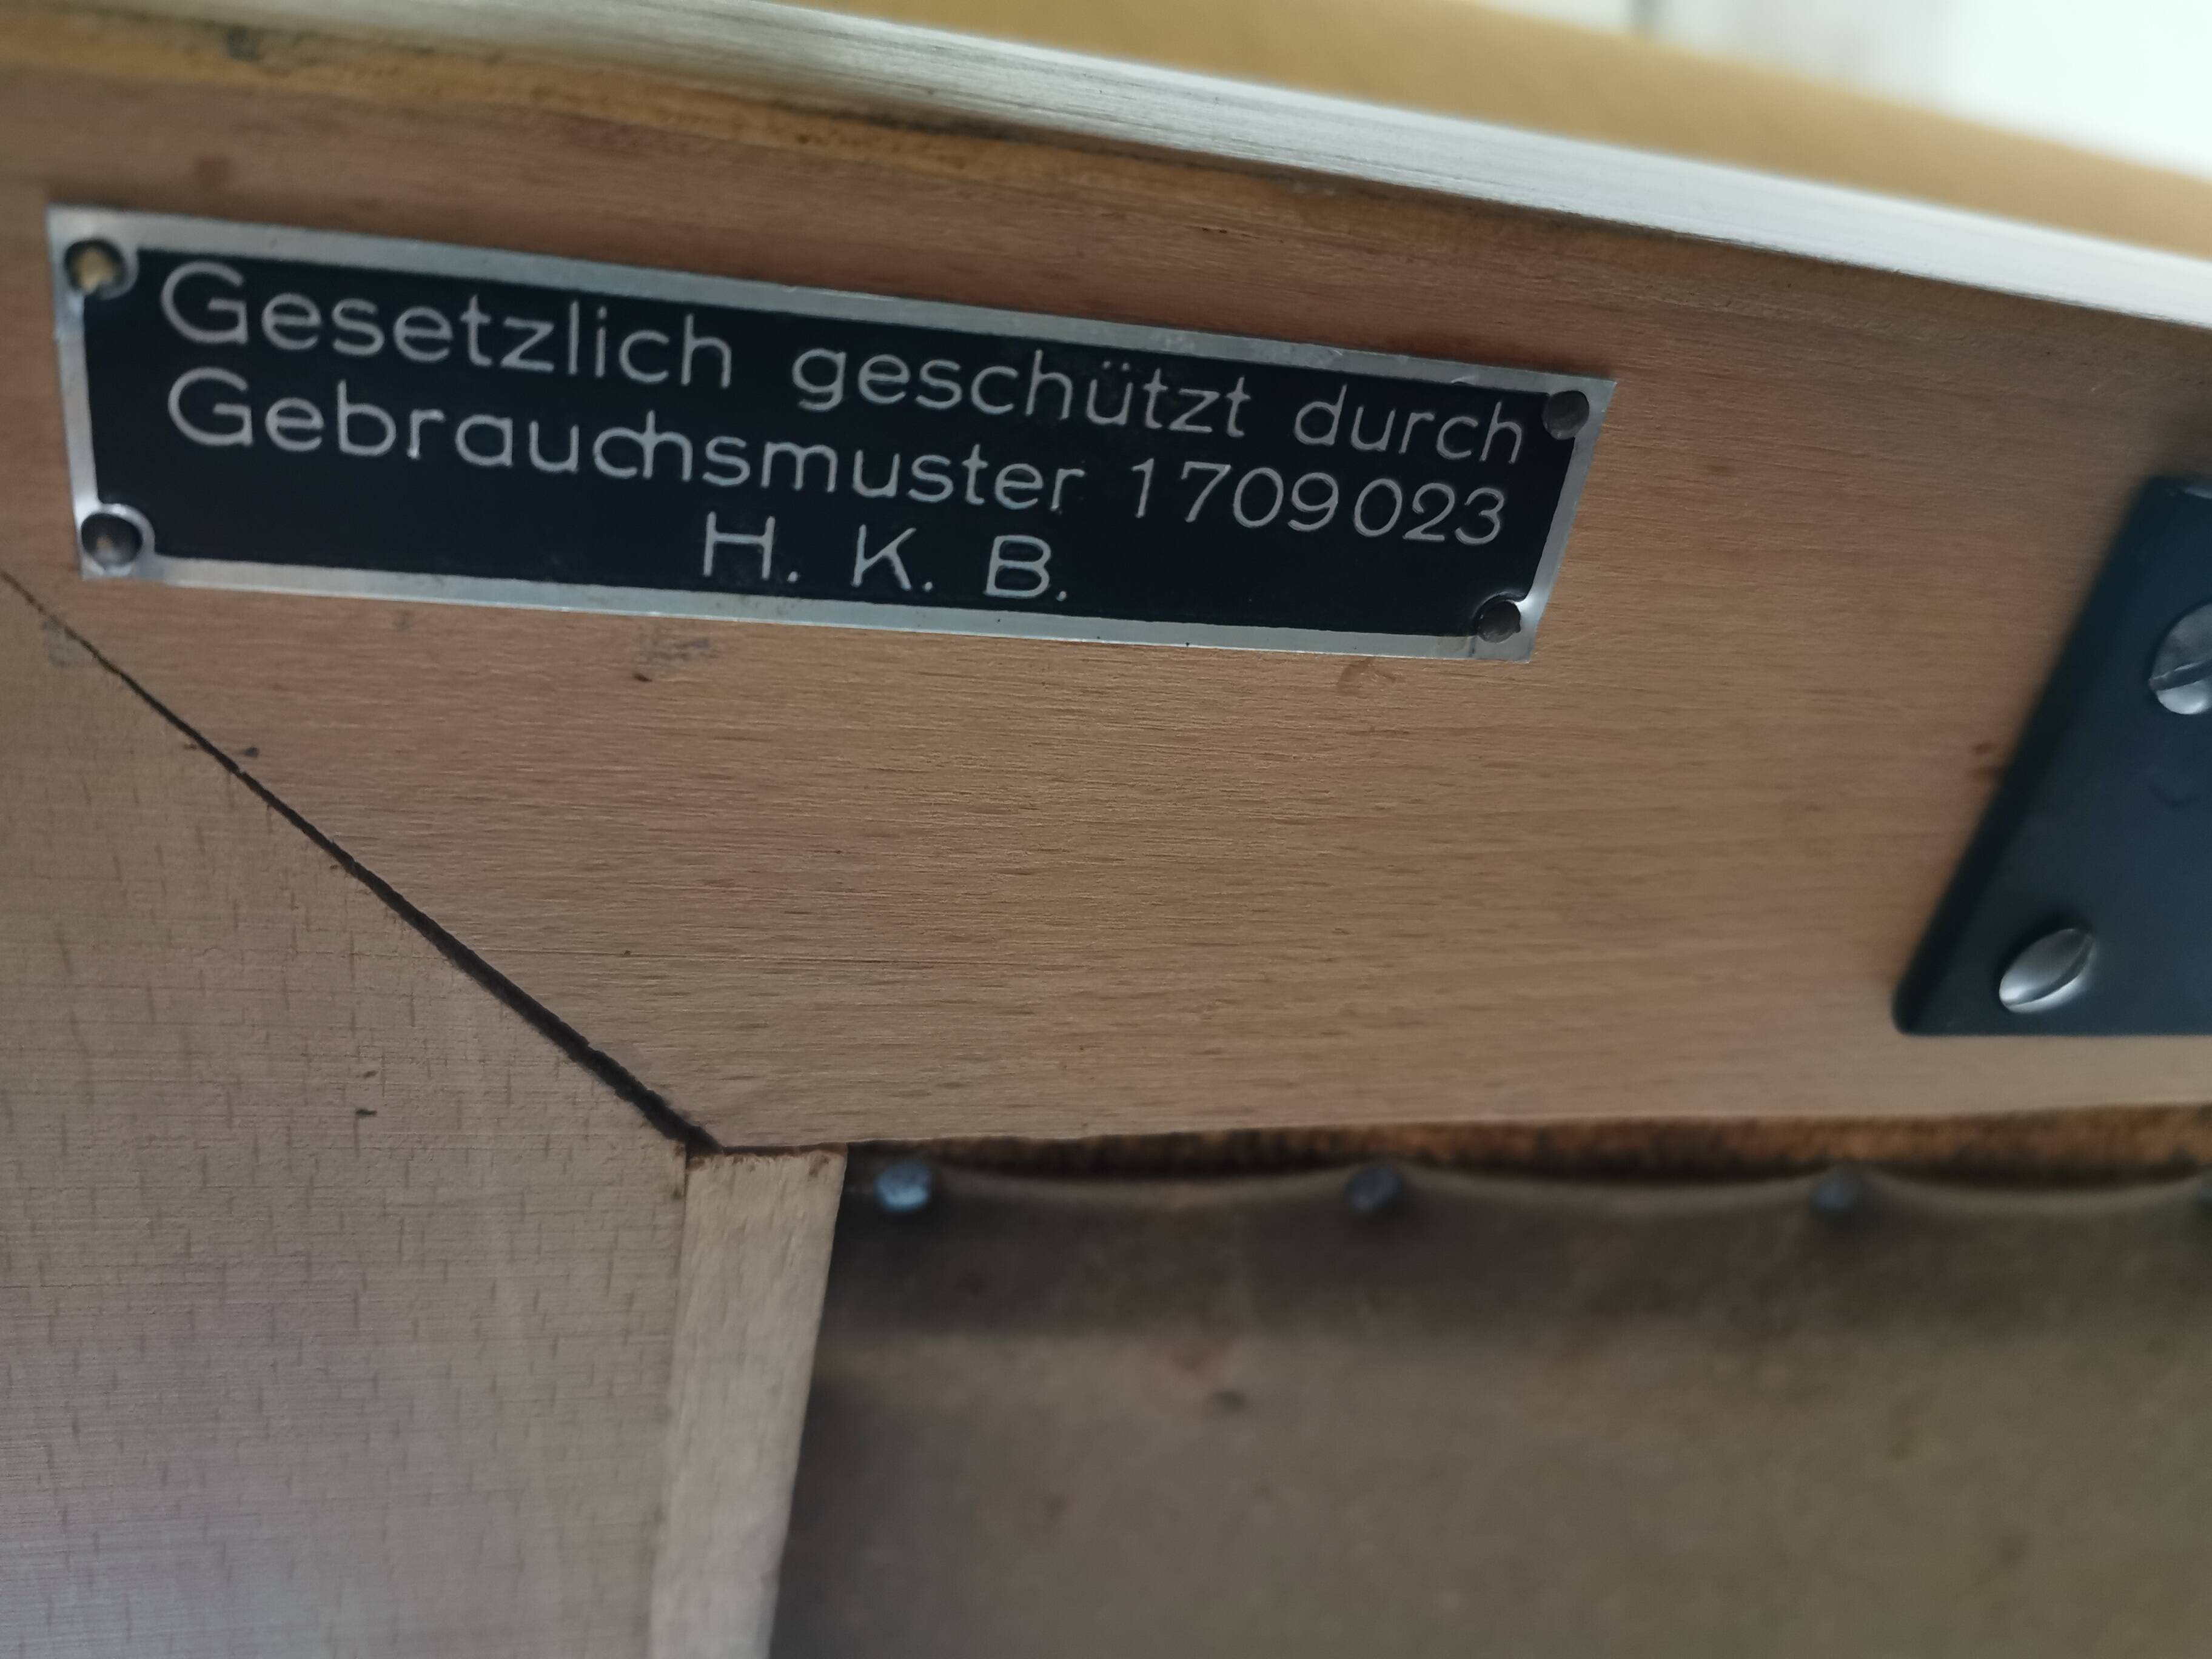 Gesetzlich geschützt durch
Gebrauchsmuster 1709023
H. K. B.